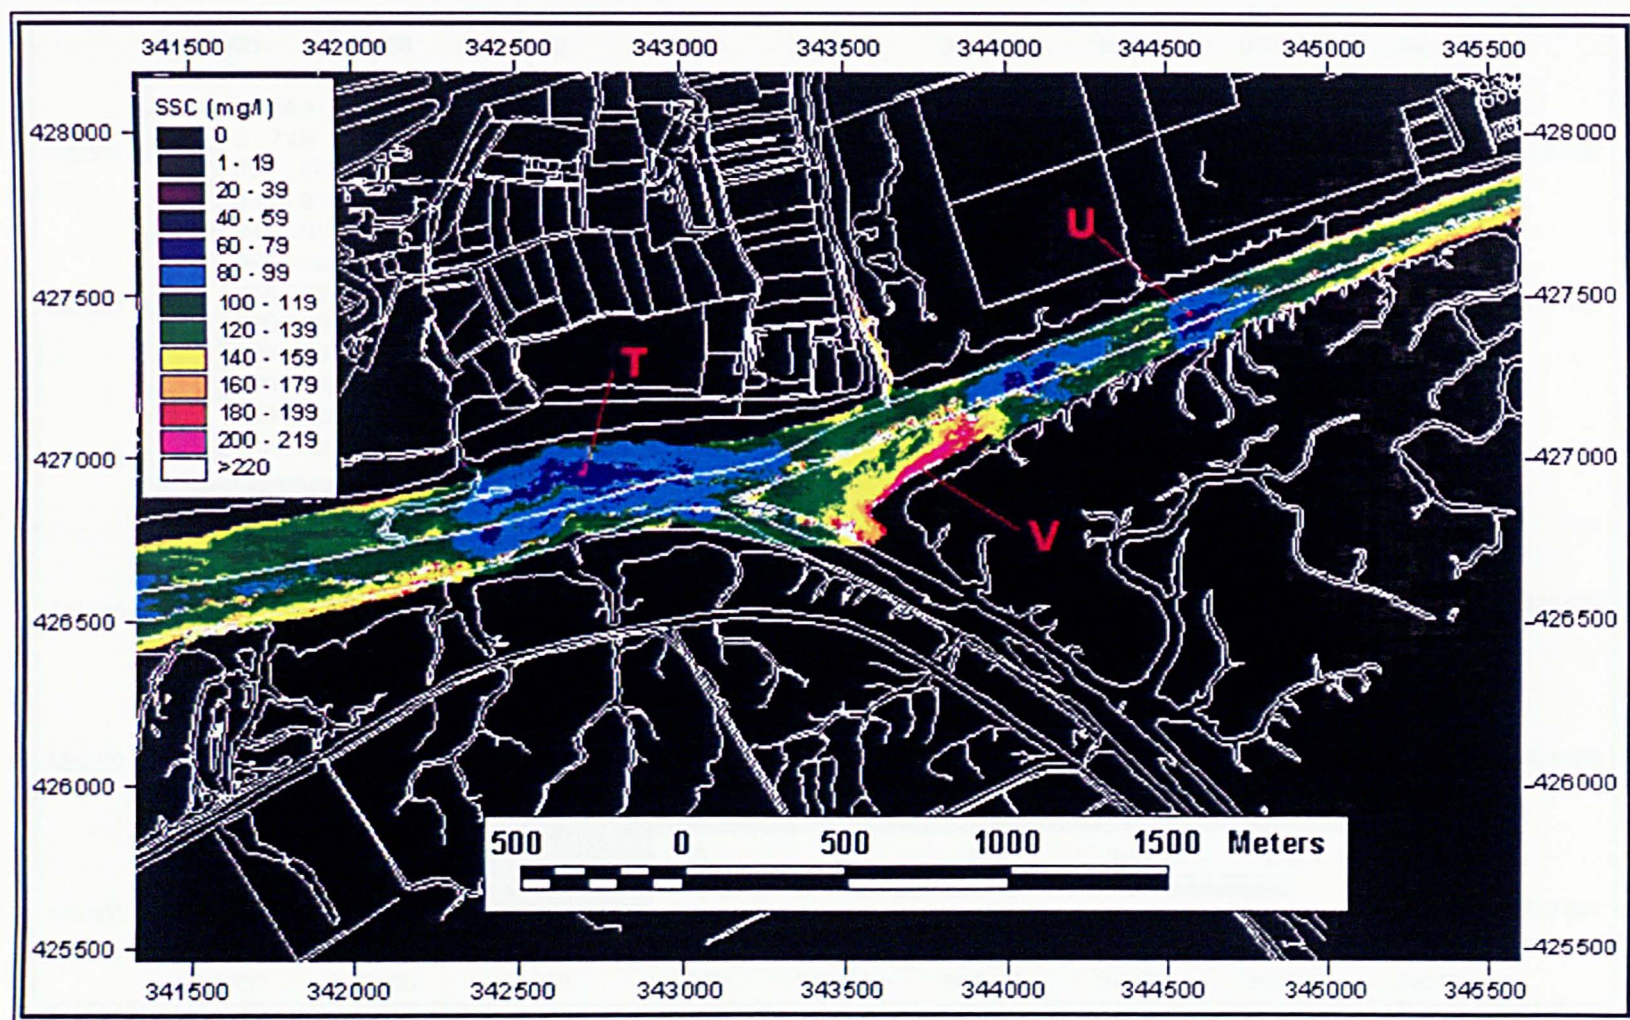 341500 342000 342500 343000 343500 344000 344500 345000 345500
SSC (mg/l)
0
1 - 19
20 - 39
40 - 59
60 - 79
80 - 99
100 - 119
120 - 139
140 - 159
160 - 179
180 - 199
200 - 219
>220
428000 428000
427500 427500
427000 427000
426500 426500
426000 426000
425500 425500
U
T
V
500 0 500 1000 1500 Meters
341500 342000 342500 343000 343500 344000 344500 345000 345500